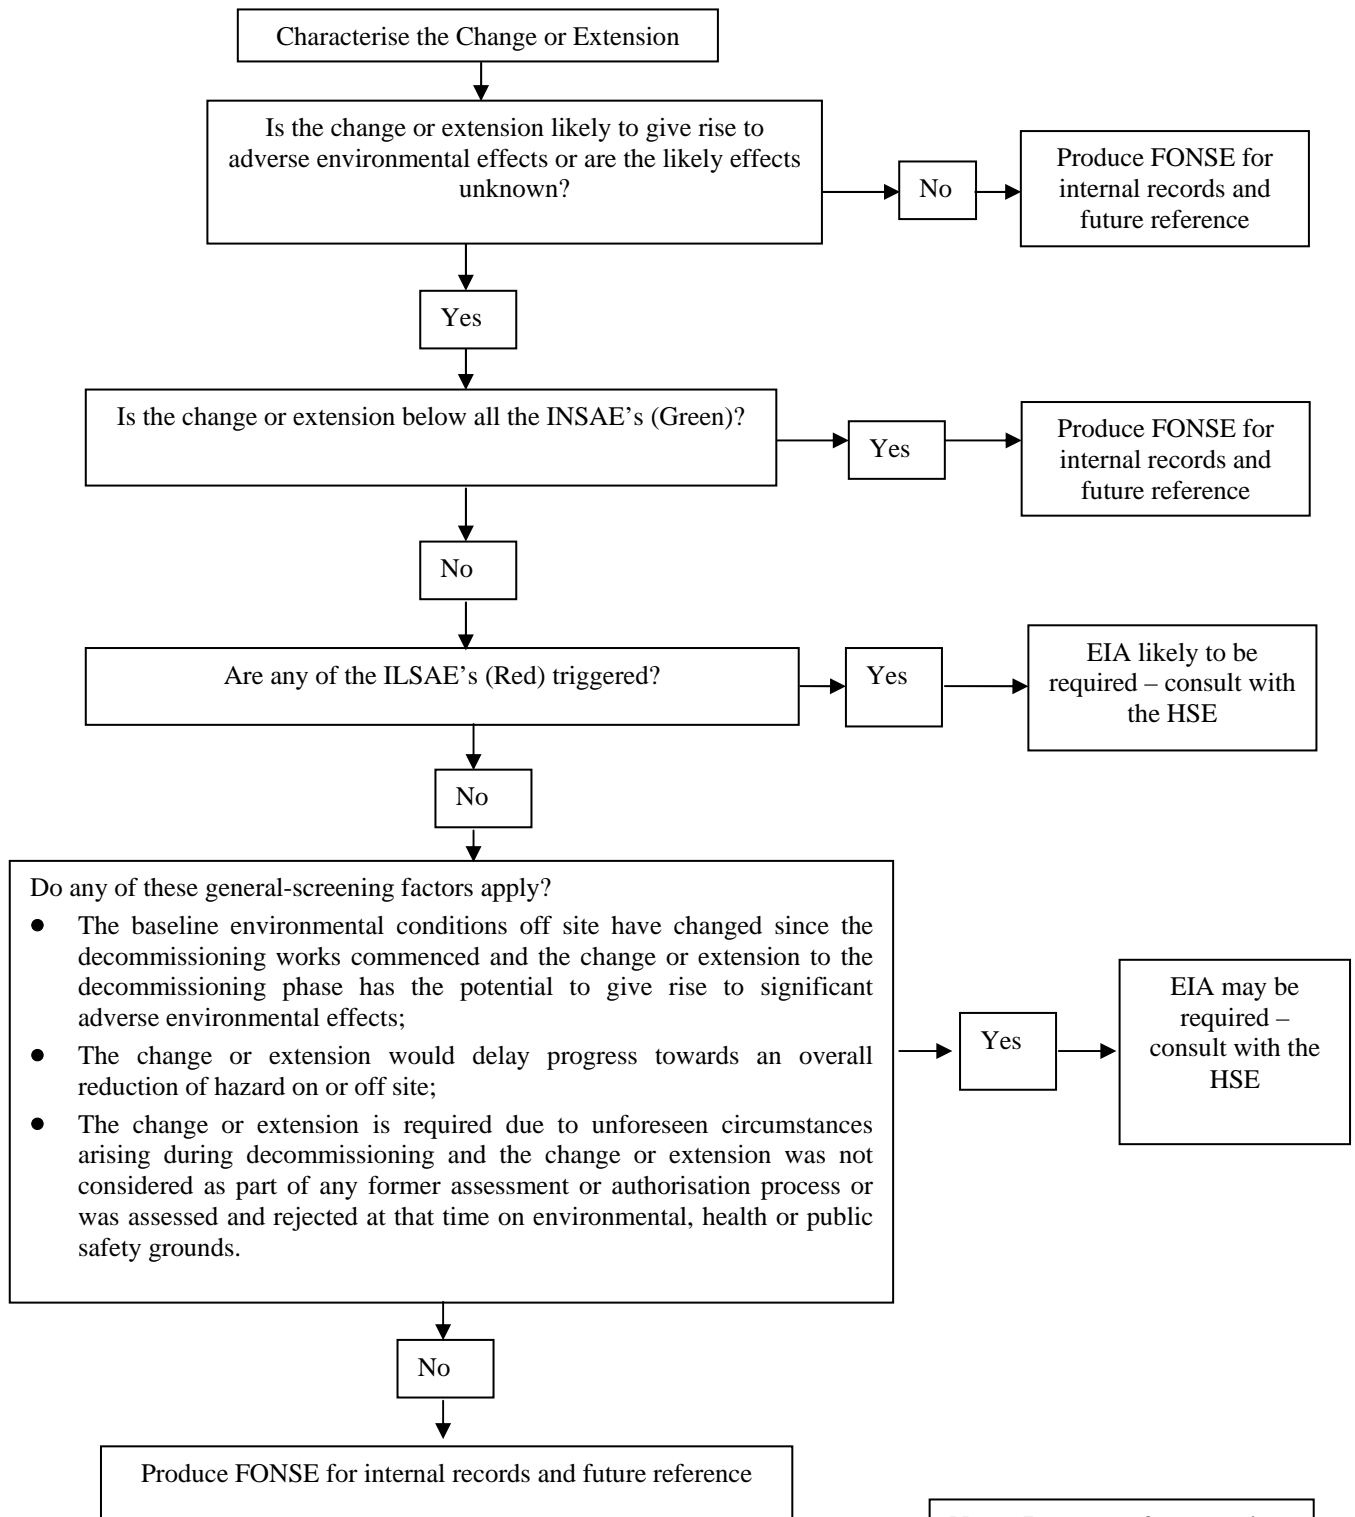 Characterise the Change or Extension
Is the change or extension likely to give rise to
adverse environmental effects or are the likely effects
unknown?
No
Produce FONSE for
internal records and
future reference
Yes
Is the change or extension below all the INSAE's (Green)?
Yes
Produce FONSE for
internal records and
future reference
No
Are any of the ILSAE's (Red) triggered?
Yes
EIA likely to be
required – consult with
the HSE
No
Do any of these general-screening factors apply?
● The baseline environmental conditions off site have changed since the
decommissioning works commenced and the change or extension to the
decommissioning phase has the potential to give rise to significant
adverse environmental effects;
● The change or extension would delay progress towards an overall
reduction of hazard on or off site;
● The change or extension is required due to unforeseen circumstances
arising during decommissioning and the change or extension was not
considered as part of any former assessment or authorisation process or
was assessed and rejected at that time on environmental, health or public
safety grounds.
Yes
EIA may be
required –
consult with the
HSE
No
Produce FONSE for internal records and future reference